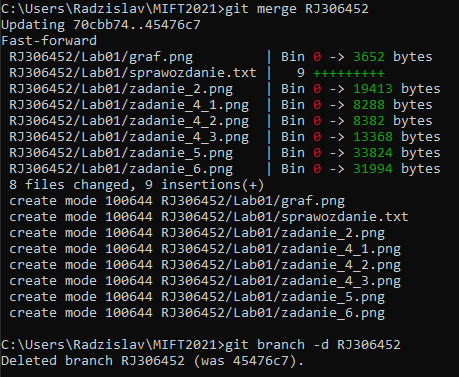 C:\Users\Radzislav\MIFT2021>git merge RJ306452
Updating 70cbb74..45476c7
Fast-forward
 RJ306452/Lab01/graf.png         | Bin 0 -> 3652 bytes
 RJ306452/Lab01/sprawozdanie.txt |   9 +++++++++
 RJ306452/Lab01/zadanie_2.png    | Bin 0 -> 19413 bytes
 RJ306452/Lab01/zadanie_4_1.png  | Bin 0 -> 8288 bytes
 RJ306452/Lab01/zadanie_4_2.png  | Bin 0 -> 8382 bytes
 RJ306452/Lab01/zadanie_4_3.png  | Bin 0 -> 13368 bytes
 RJ306452/Lab01/zadanie_5.png    | Bin 0 -> 33824 bytes
 RJ306452/Lab01/zadanie_6.png    | Bin 0 -> 31994 bytes
 8 files changed, 9 insertions(+)
 create mode 100644 RJ306452/Lab01/graf.png
 create mode 100644 RJ306452/Lab01/sprawozdanie.txt
 create mode 100644 RJ306452/Lab01/zadanie_2.png
 create mode 100644 RJ306452/Lab01/zadanie_4_1.png
 create mode 100644 RJ306452/Lab01/zadanie_4_2.png
 create mode 100644 RJ306452/Lab01/zadanie_4_3.png
 create mode 100644 RJ306452/Lab01/zadanie_5.png
 create mode 100644 RJ306452/Lab01/zadanie_6.png
C:\Users\Radzislav\MIFT2021>git branch -d RJ306452
Deleted branch RJ306452 (was 45476c7).